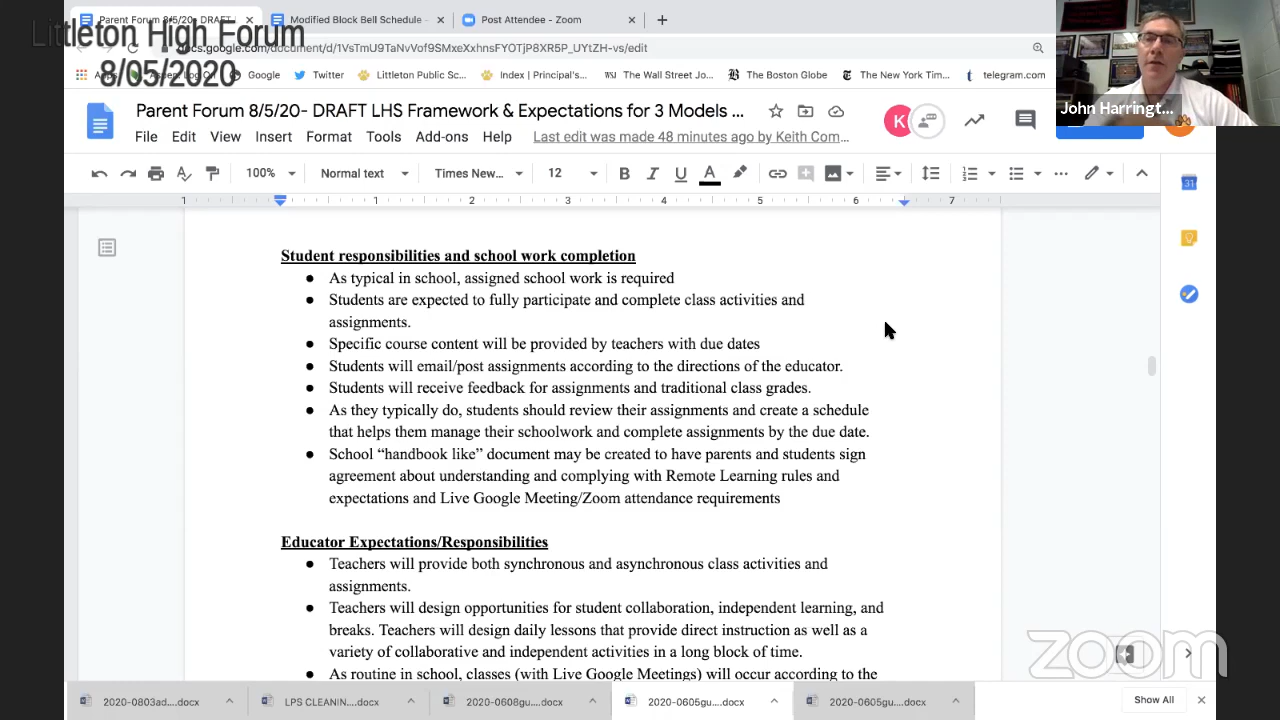 Parent Forum 8/5/20- DRAFT
Modified Block Bell Schedule -
Post Attendee - Zoom
Littleton High Forum
8/05/2020
docs.google.com/document/d/1VsTmU9TaNvVof9SMxeXxhnsFYOTjP8XR5P_UYtZH-vs/edit
Google
Twitter
Littleton Public Sc...
Index | Principal's...
WSJ The Wall Street Jo...
B The Boston Globe
The New York Tim...
t telegram.com
John Harringt...
Parent Forum 8/5/20- DRAFT LHS Framework & Expectations for 3 Models ...
K
File Edit View Insert Format Tools Add-ons Help Last edit was made 48 minutes ago by Keith Com...
100% Normal text Times New... 12 B I U A
1 1 2 3 4 5 6 7
31
Student responsibilities and school work completion
● As typical in school, assigned school work is required
● Students are expected to fully participate and complete class activities and
assignments.
● Specific course content will be provided by teachers with due dates
● Students will email/post assignments according to the directions of the educator.
● Students will receive feedback for assignments and traditional class grades.
● As they typically do, students should review their assignments and create a schedule
that helps them manage their schoolwork and complete assignments by the due date.
● School “handbook like” document may be created to have parents and students sign
agreement about understanding and complying with Remote Learning rules and
expectations and Live Google Meeting/Zoom attendance requirements
Educator Expectations/Responsibilities
● Teachers will provide both synchronous and asynchronous class activities and
assignments.
● Teachers will design opportunities for student collaboration, independent learning, and
breaks. Teachers will design daily lessons that provide direct instruction as well as a
variety of collaborative and independent activities in a long block of time.
● As routine in school, classes (with Live Google Meetings) will occur according to the
zoom
2020-0803ad....docx
LPS CLEANIN....docx
2020-0608gu....docx
2020-0605gu....docx
2020-0605gu....docx
Show All